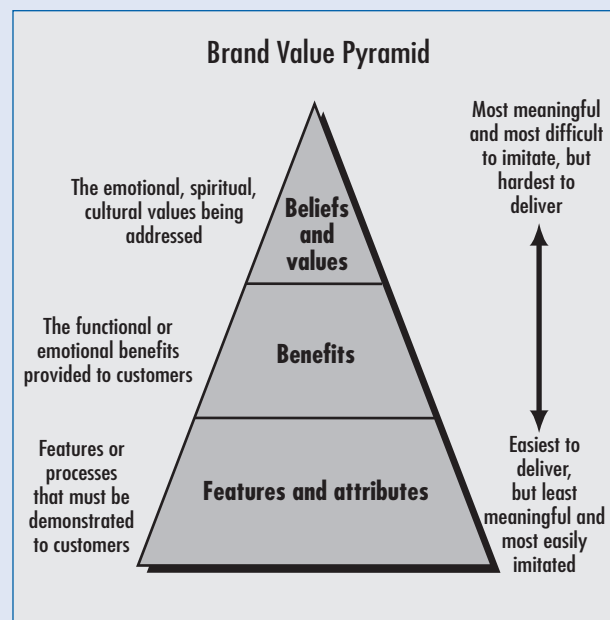 Brand Value Pyramid
Most meaningful
and most difficult
to imitate, but
hardest to
deliver
The emotional, spiritual,
cultural values being
addressed
Beliefs
and
values
The functional or
emotional benefits
provided to customers
Benefits
Features or
processes
that must be
demonstrated
to customers
Features and attributes
Easiest to
deliver,
but least
meaningful and
most easily
imitated